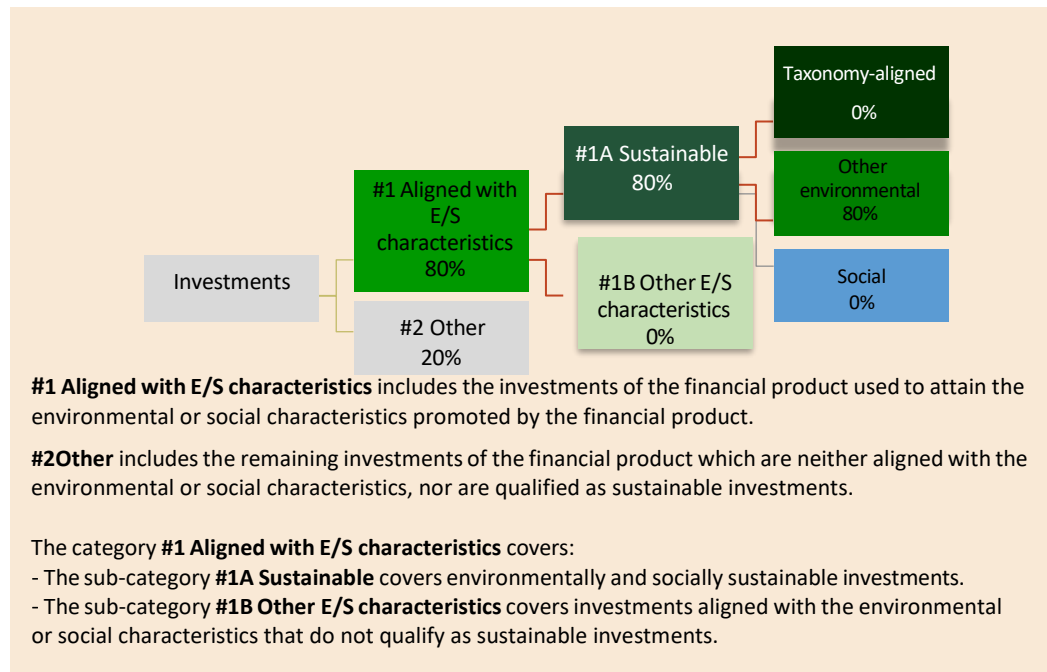 Taxonomy-aligned
0%
#1A Sustainable
80%
Other
environmental
80%
#1 Aligned with
E/S
characteristics
80%
Investments
#1B Other E/S
characteristics
0%
Social
0%
#2 Other
20%
#1 Aligned with E/S characteristics includes the investments of the financial product used to attain the
environmental or social characteristics promoted by the financial product.
#2Other includes the remaining investments of the financial product which are neither aligned with the
environmental or social characteristics, nor are qualified as sustainable investments.
The category #1 Aligned with E/S characteristics covers:
- The sub-category #1A Sustainable covers environmentally and socially sustainable investments.
- The sub-category #1B Other E/S characteristics covers investments aligned with the environmental
or social characteristics that do not qualify as sustainable investments.